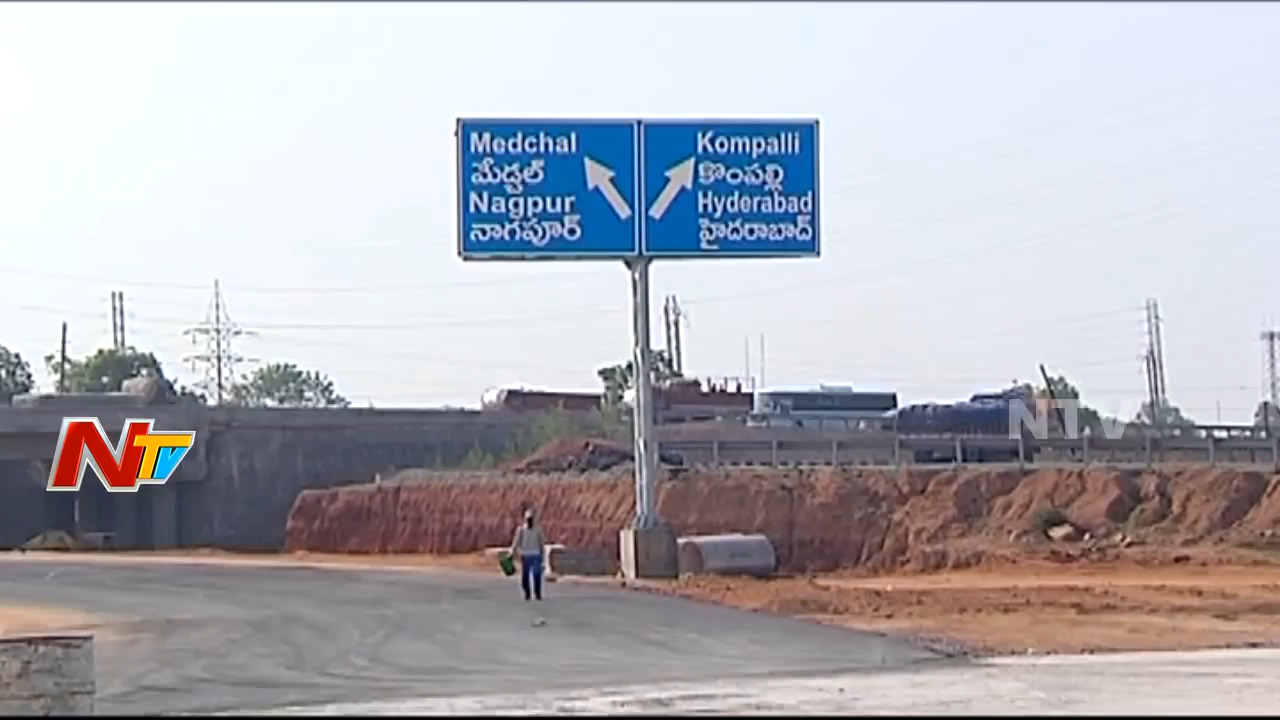 Medchal
మేడ్చల్
Nagpur
నాగపూర్
Kompalli
కొంపల్లి
Hyderabad
హైదరాబాద్
NTV
NTV